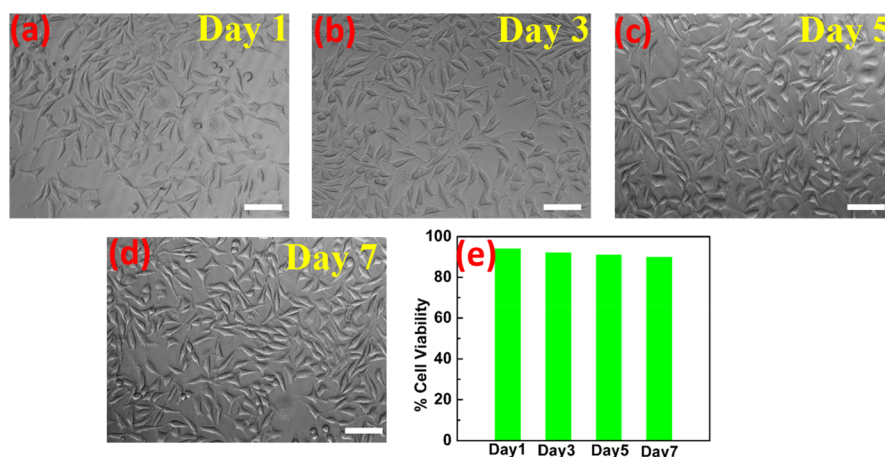 (a) Day 1
(b) Day 3
(c) Day 5
(d) Day 7
(e)
100
80
60
40
20
0
% Cell Viability
Day1 Day3 Day5 Day7